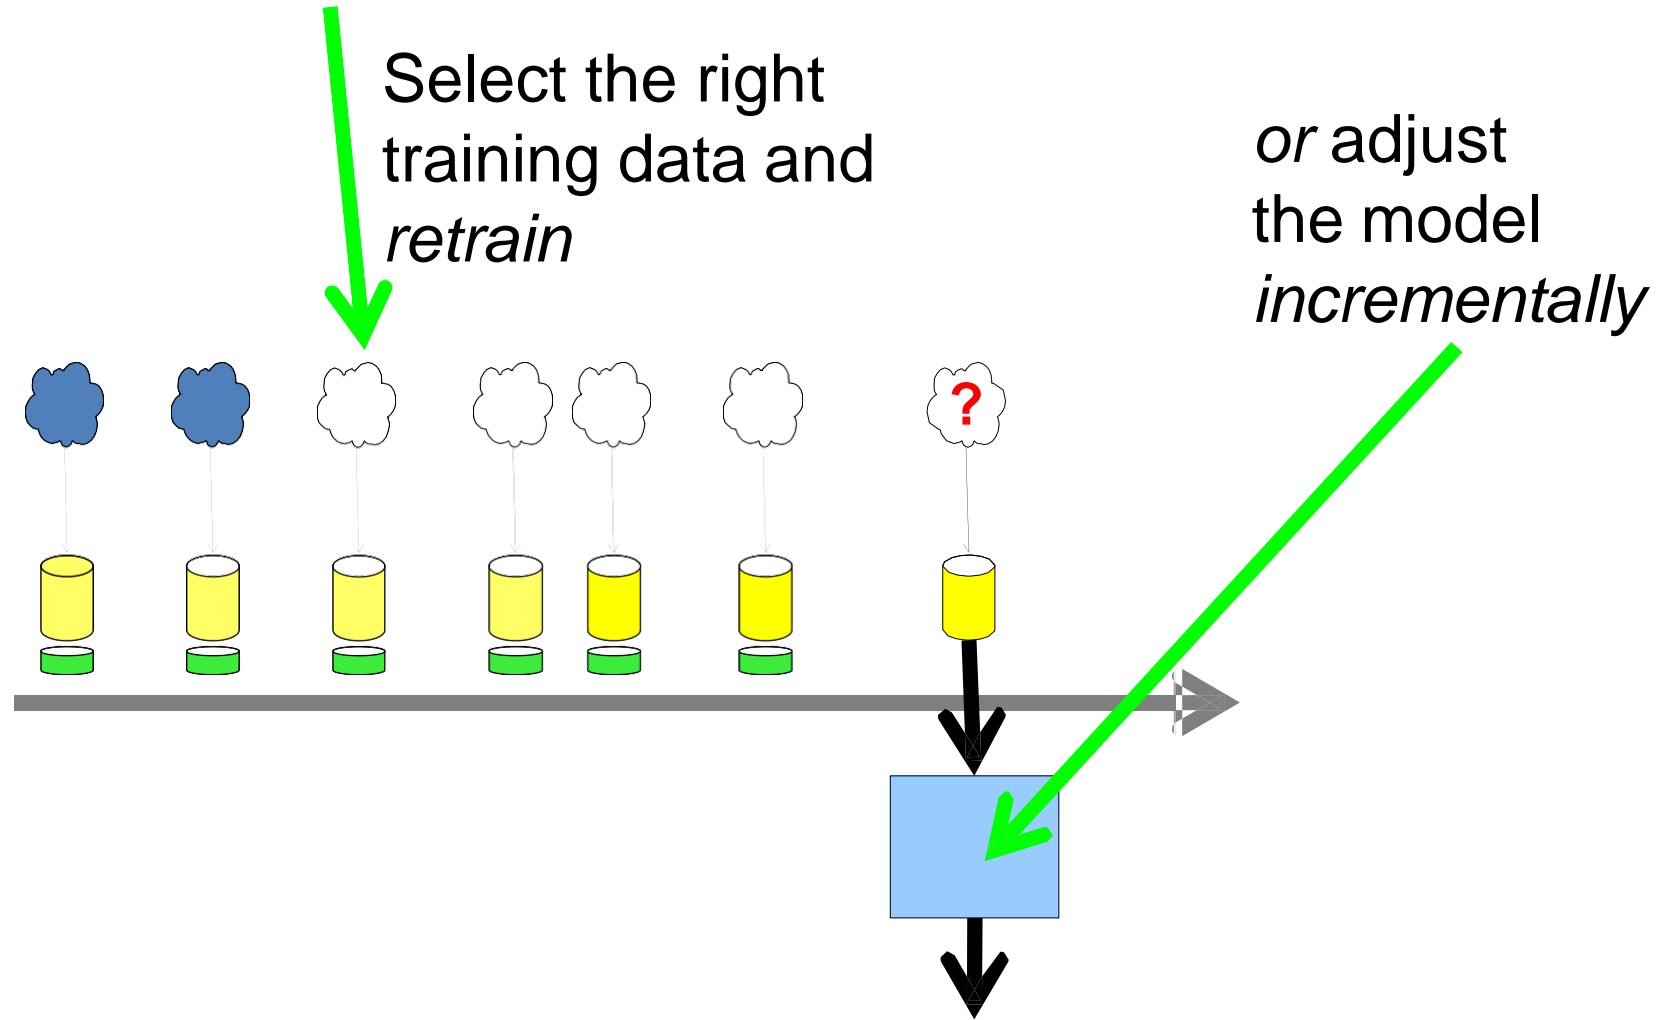 Select the right
training data and
retrain
or adjust
the model
incrementally
?